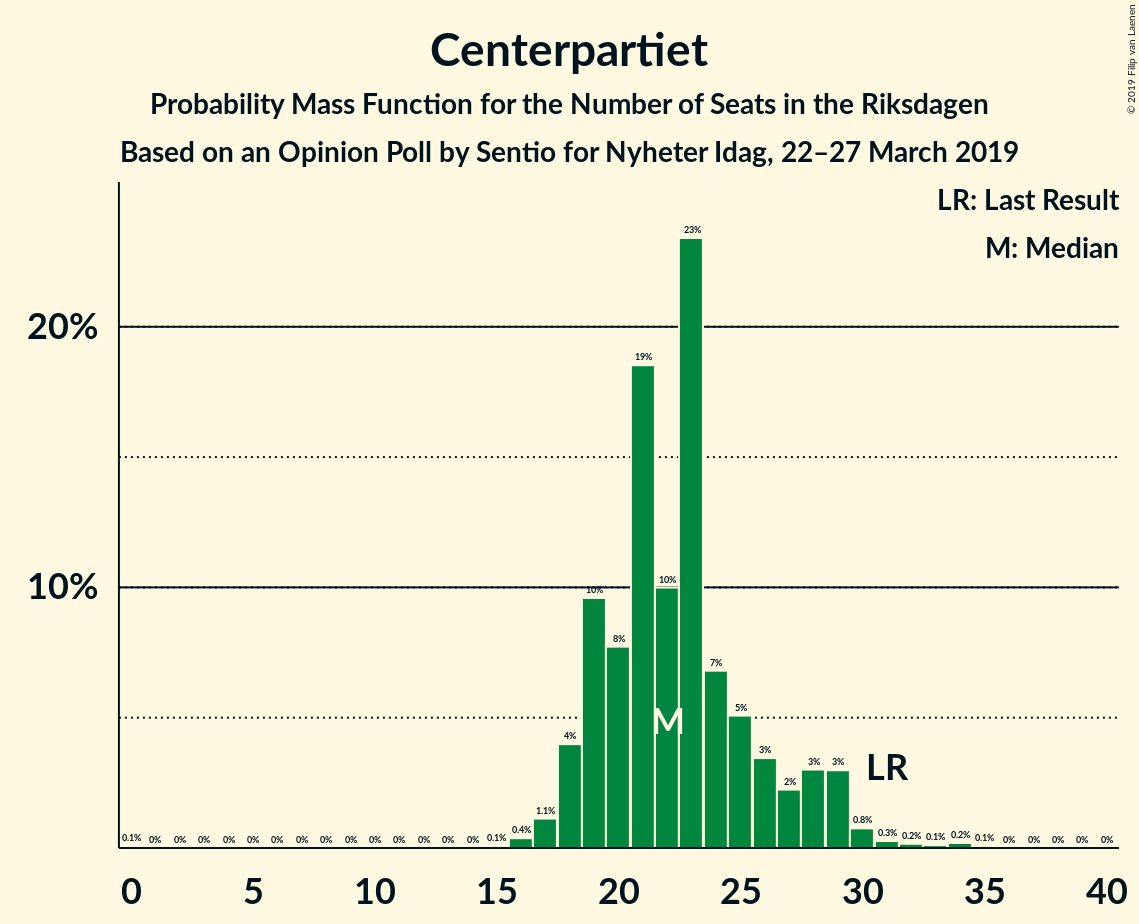 © 2019 Filip van Laenen
Centerpartiet
Probability Mass Function for the Number of Seats in the Riksdagen
Based on an Opinion Poll by Sentio for Nyheter Idag, 22–27 March 2019
LR: Last Result
M: Median
20%
10%
0.1% 0% 0% 0% 0% 0% 0% 0% 0% 0% 0% 0% 0% 0% 0% 0.1% 0.4% 1.1% 4% 10% 8% 19% 10% 23% 7% 5% 3% 2% 3% 3% 0.8% 0.3% 0.2% 0.1% 0.2% 0.1% 0% 0% 0% 0% 0%
M
LR
0 5 10 15 20 25 30 35 40